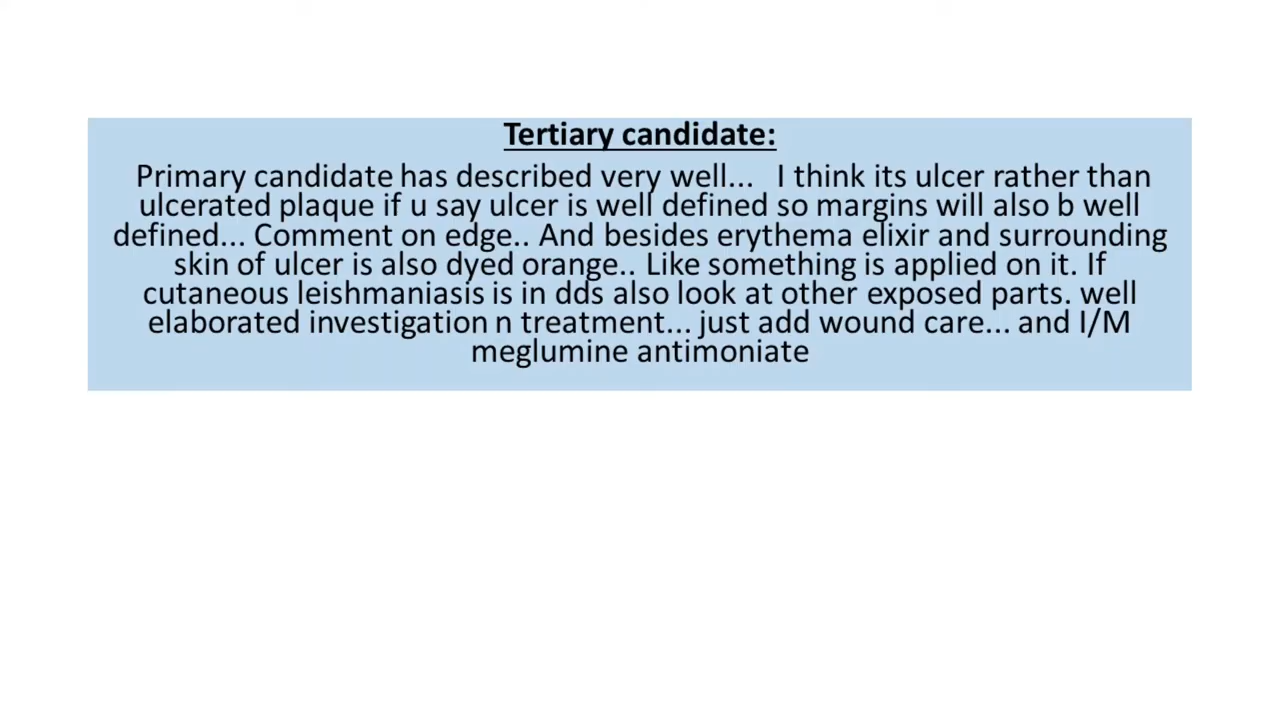 Tertiary candidate:
Primary candidate has described very well... I think its ulcer rather than
ulcerated plaque if u say ulcer is well defined so margins will also b well
defined... Comment on edge.. And besides erythema elixir and surrounding
skin of ulcer is also dyed orange.. Like something is applied on it. If
cutaneous leishmaniasis is in dds also look at other exposed parts. well
elaborated investigation n treatment... just add wound care... and I/M
meglumine antimoniate